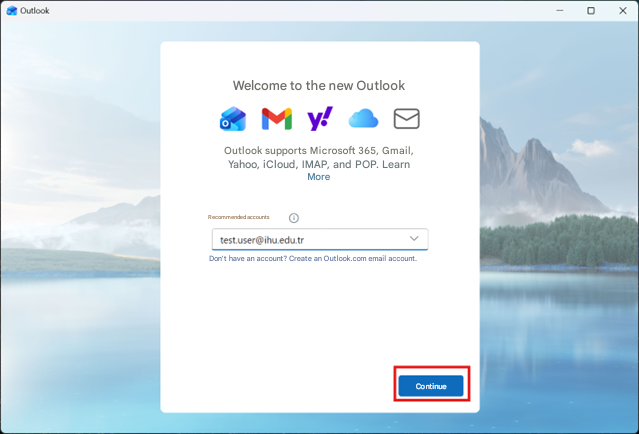 Outlook
Welcome to the new Outlook
Outlook supports Microsoft 365, Gmail,
Yahoo, iCloud, IMAP, and POP. Learn
More
Recommended accounts
test.user@ihu.edu.tr
Don't have an account? Create an Outlook.com email account.
Continue